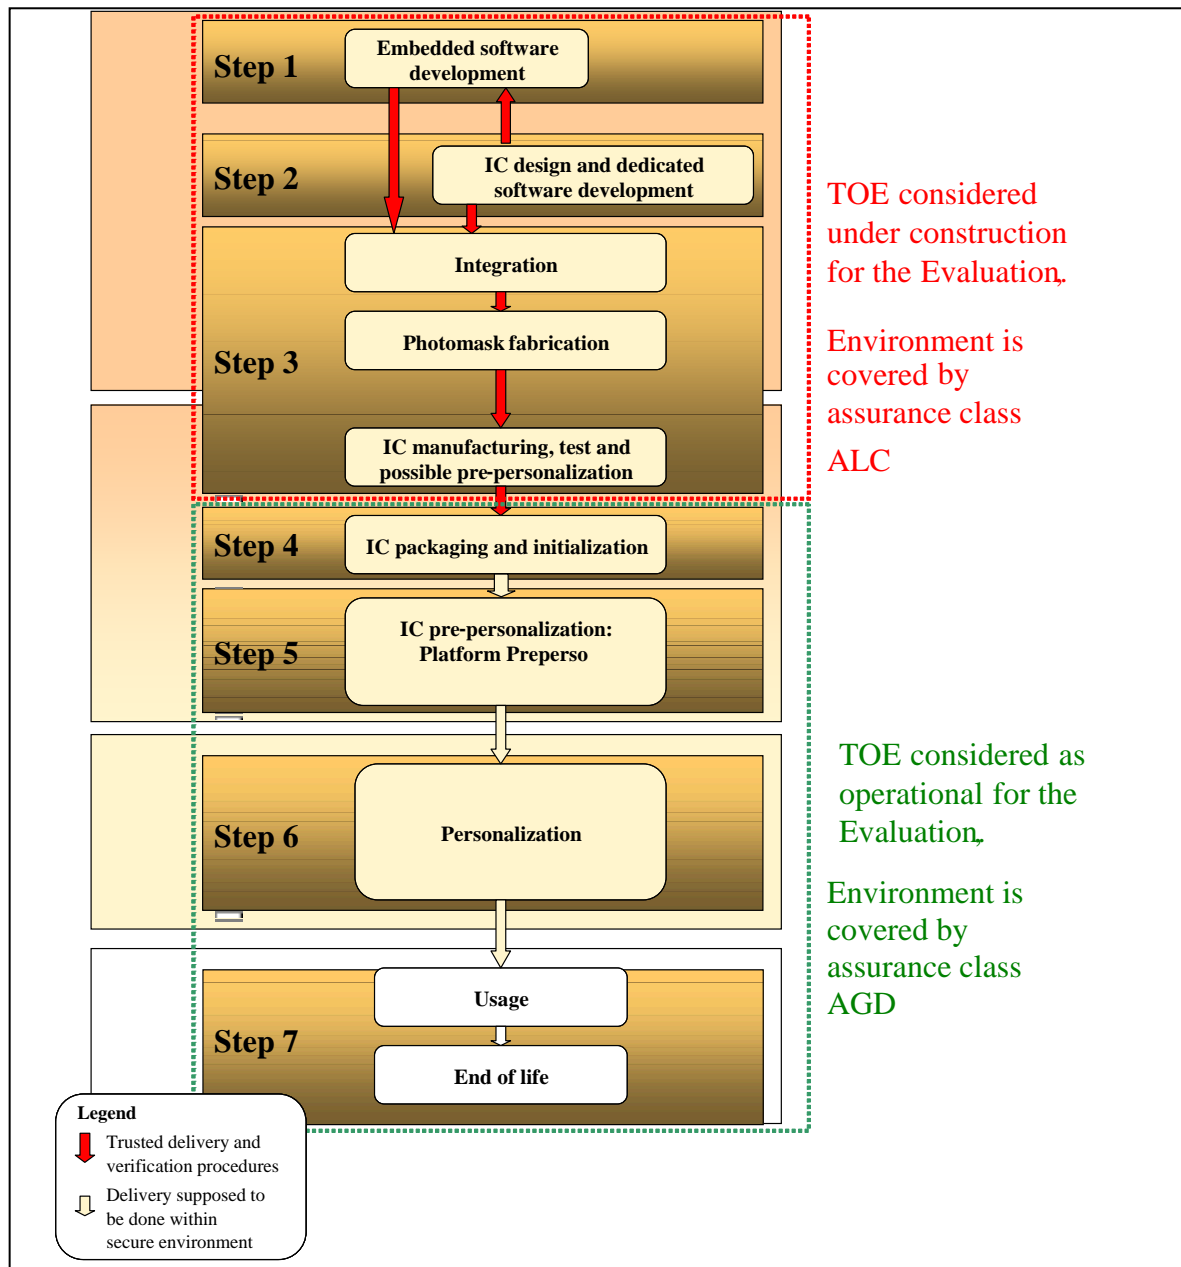 Step 1
Embedded software
development
Step 2
IC design and dedicated
software development
Step 3
Integration
Photomask fabrication
IC manufacturing, test and
possible pre-personalization
Step 4
IC packaging and initialization
Step 5
IC pre-personalization:
Platform Preperso
Step 6
Personalization
Step 7
Usage
End of life
TOE considered
under construction
for the Evaluation,.
Environment is
covered by
assurance class
ALC
TOE considered as
operational for the
Evaluation,.
Environment is
covered by
assurance class
AGD
Legend
Trusted delivery and
verification procedures
Delivery supposed to
be done within
secure environment